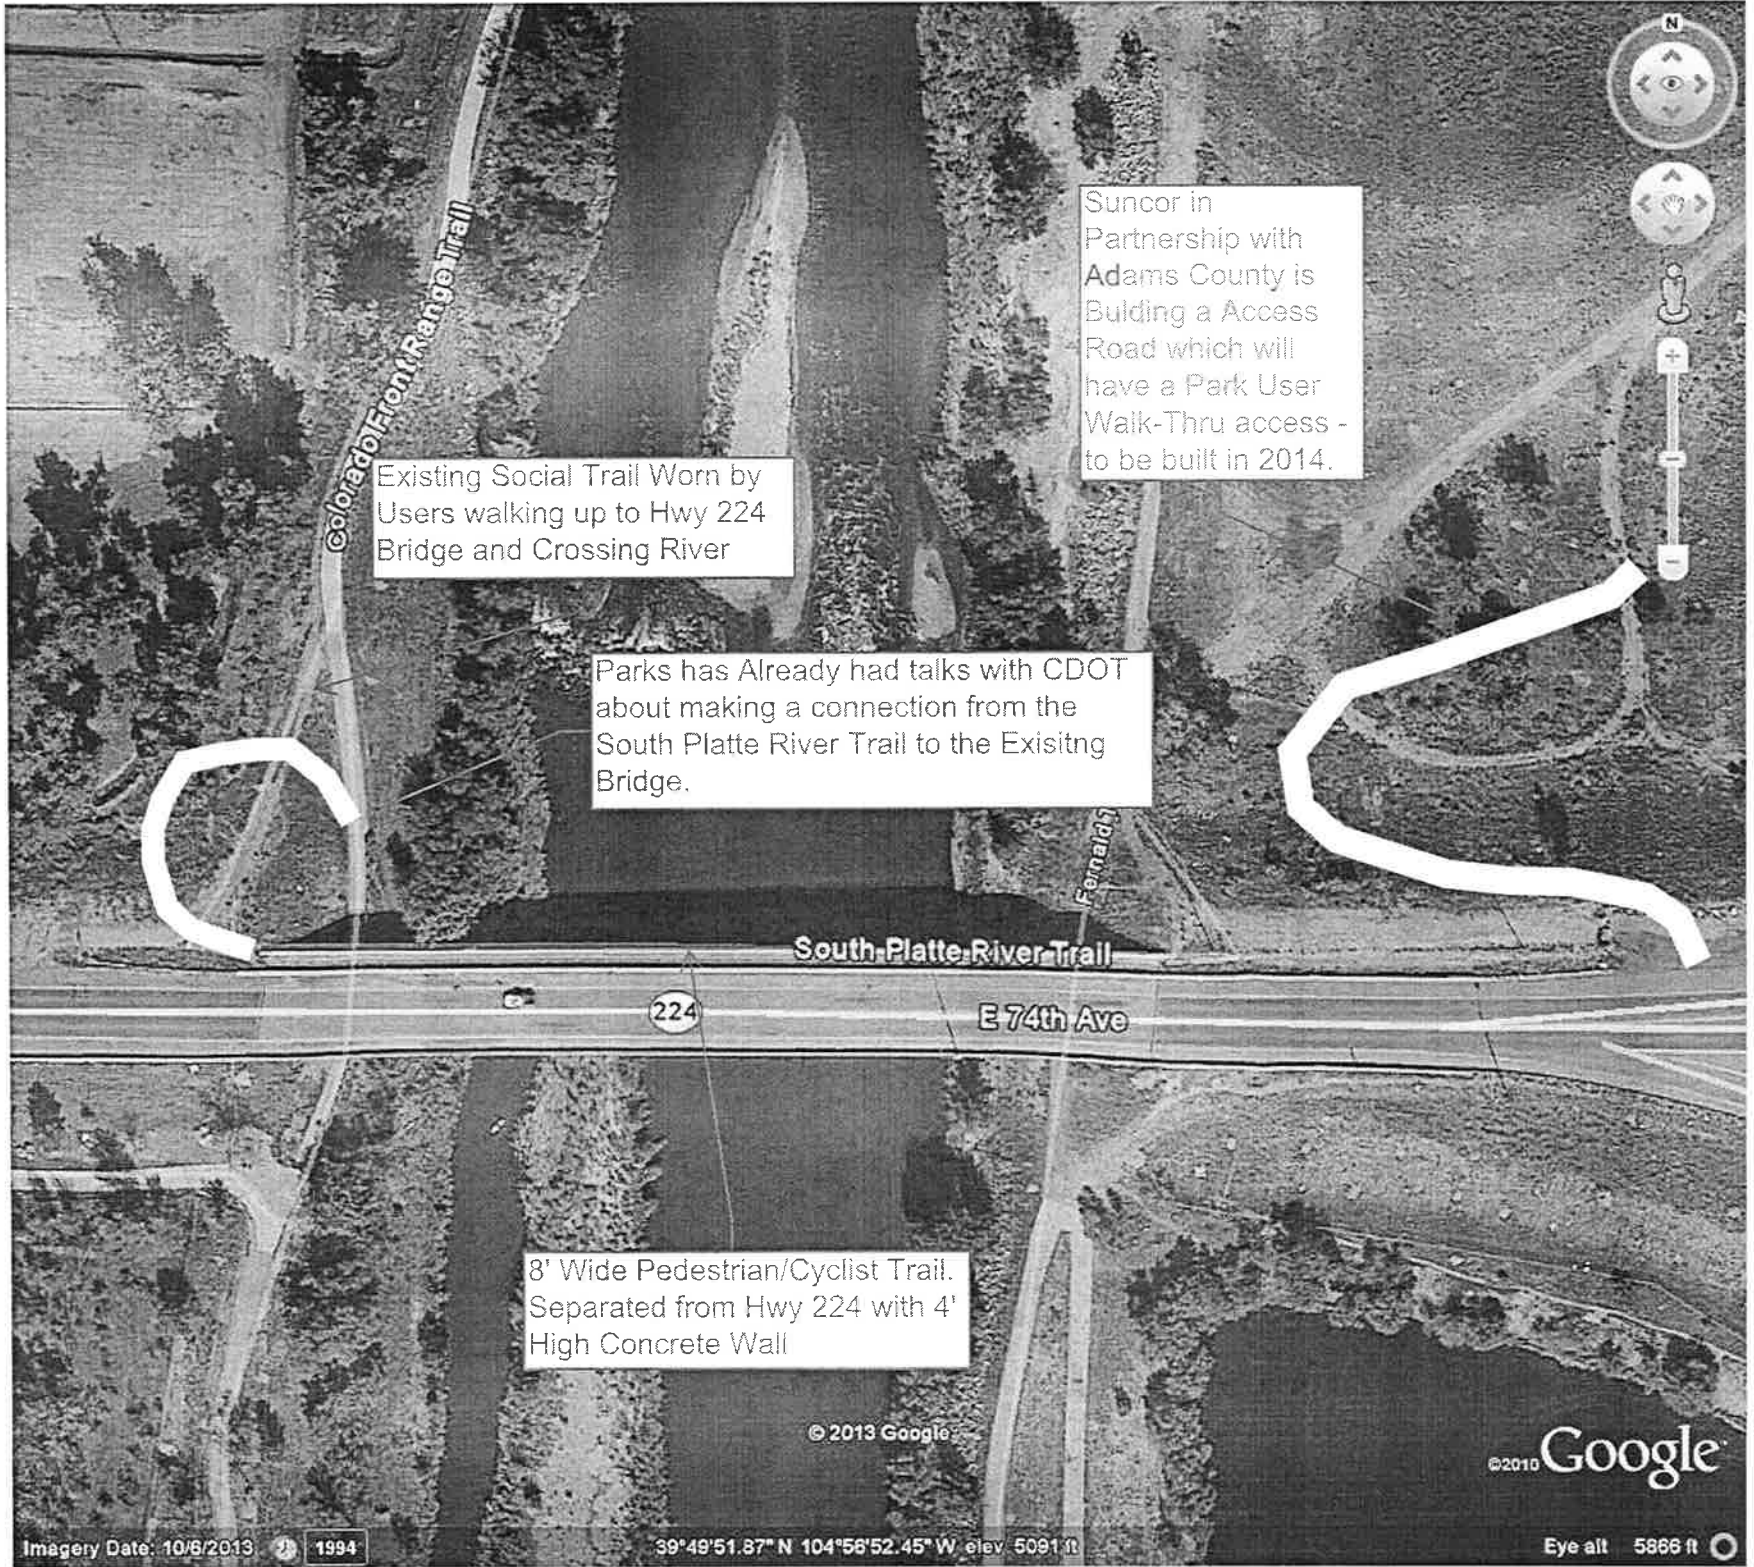 N
Suncor in
Partnership with
Adams County is
Bulding a Access
Road which will
have a Park User
Walk-Thru access -
to be built in 2014.
Colorado Front Range Trail
Existing Social Trail Worn by
Users walking up to Hwy 224
Bridge and Crossing River
Parks has Already had talks with CDOT
about making a connection from the
South Platte River Trail to the Exisitng
Bridge.
Fernald T
South Platte River Trail
224
E 74th Ave
8' Wide Pedestrian/Cyclist Trail.
Separated from Hwy 224 with 4'
High Concrete Wall
© 2013 Google
©2010 Google
Imagery Date: 10/6/2013 1994 39°49'51.87" N 104°56'52.45" W elev 5091 ft Eye alt 5866 ft